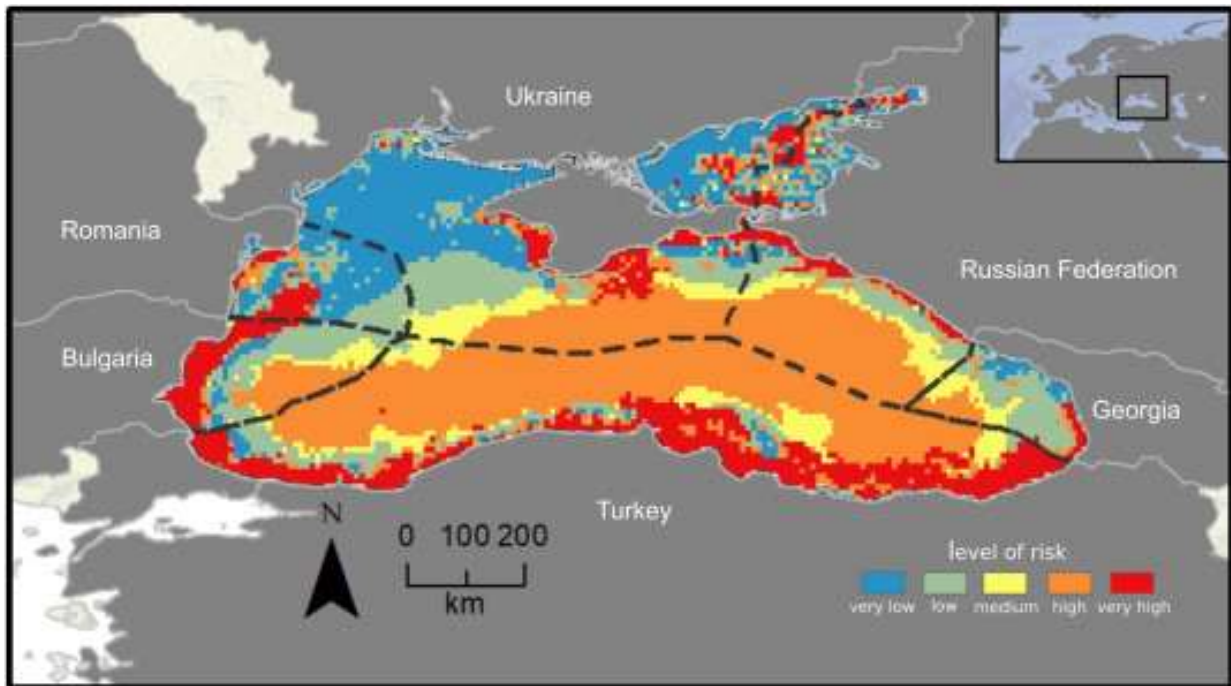 Ukraine
Romania
Russian Federation
Bulgaria
Georgia
Turkey
N
0 100 200
km
level of risk
very low low medium high very high